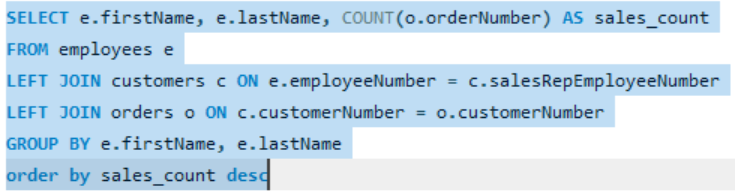 SELECT e.firstName, e.lastName, COUNT(o.orderNumber) AS sales_count
FROM employees e
LEFT JOIN customers c ON e.employeeNumber = c.salesRepEmployeeNumber
LEFT JOIN orders o ON c.customerNumber = o.customerNumber
GROUP BY e.firstName, e.lastName
order by sales_count desc